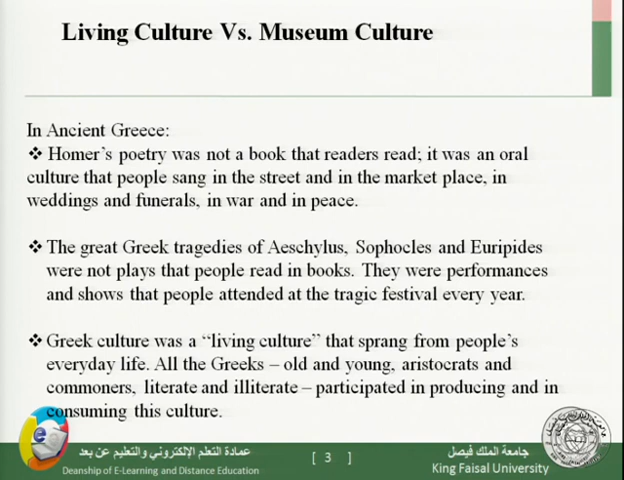 Living Culture Vs. Museum Culture
In Ancient Greece:
❖ Homer's poetry was not a book that readers read; it was an oral
culture that people sang in the street and in the market place, in
weddings and funerals, in war and in peace.
❖ The great Greek tragedies of Aeschylus, Sophocles and Euripides
were not plays that people read in books. They were performances
and shows that people attended at the tragic festival every year.
❖ Greek culture was a “living culture” that sprang from people's
everyday life. All the Greeks – old and young, aristocrats and
commoners, literate and illiterate – participated in producing and in
consuming this culture.
عمادة التعلم الإلكتروني والتعليم عن بعد
Deanship of E-Learning and Distance Education
[ 3 ]
جامعة الملك فيصل
King Faisal University